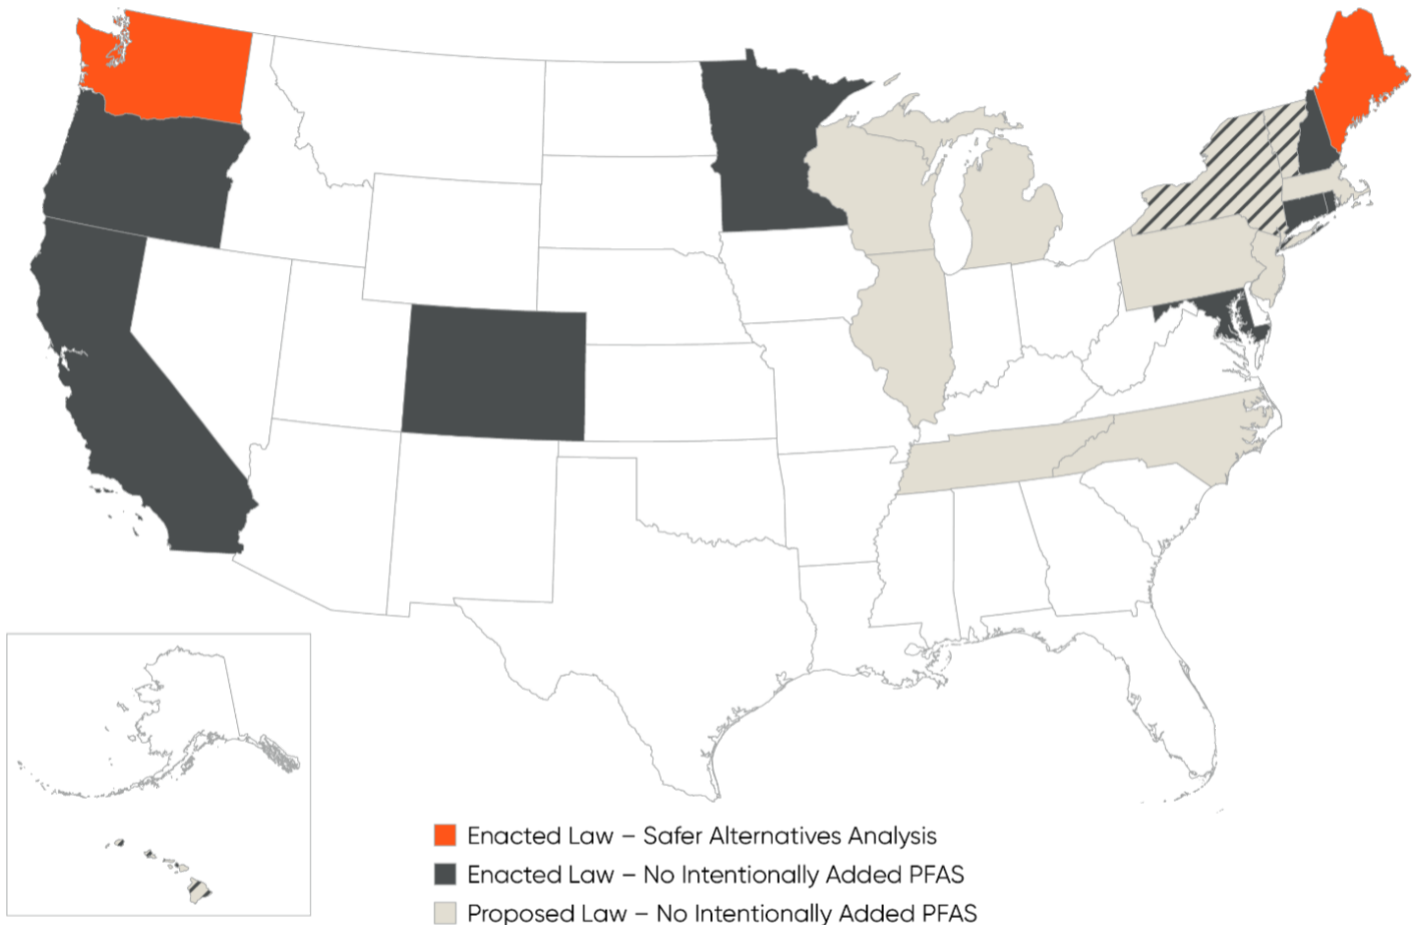 Enacted Law – Safer Alternatives Analysis
Enacted Law – No Intentionally Added PFAS
Proposed Law – No Intentionally Added PFAS